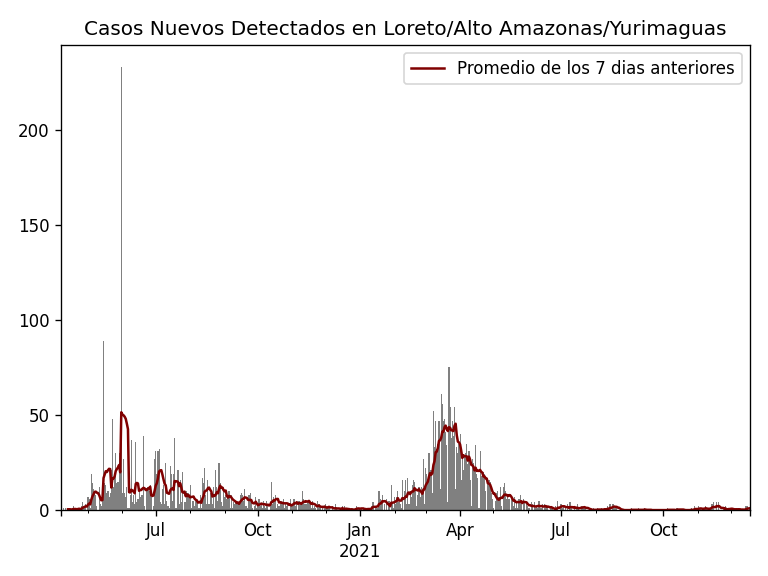 Casos Nuevos Detectados en Loreto/Alto Amazonas/Yurimaguas
Promedio de los 7 dias anteriores
200
150
100
50
0
Jul Oct Jan Apr Jul Oct
2021